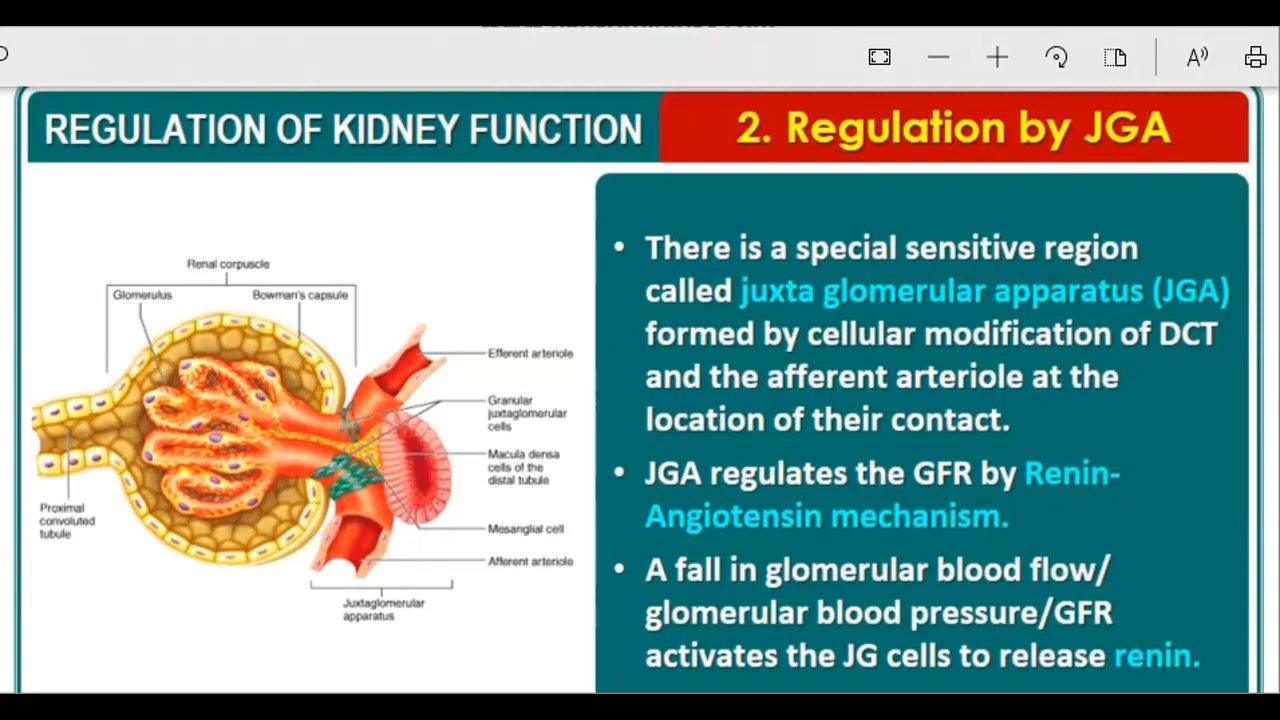 REGULATION OF KIDNEY FUNCTION
2. Regulation by JGA
Renal corpuscle
Glomerulus
Bowman's capsule
Efferent arteriole
Granular
juxtaglomerular
cells
Macula densa
cells of the
distal tubule
Proximal
convoluted
tubule
Mesanglial cell
Afferent arteriole
Juxtaglomerular
apparatus
• There is a special sensitive region
called juxta glomerular apparatus (JGA)
formed by cellular modification of DCT
and the afferent arteriole at the
location of their contact.
• JGA regulates the GFR by Renin-
Angiotensin mechanism.
• A fall in glomerular blood flow/
glomerular blood pressure/GFR
activates the JG cells to release renin.